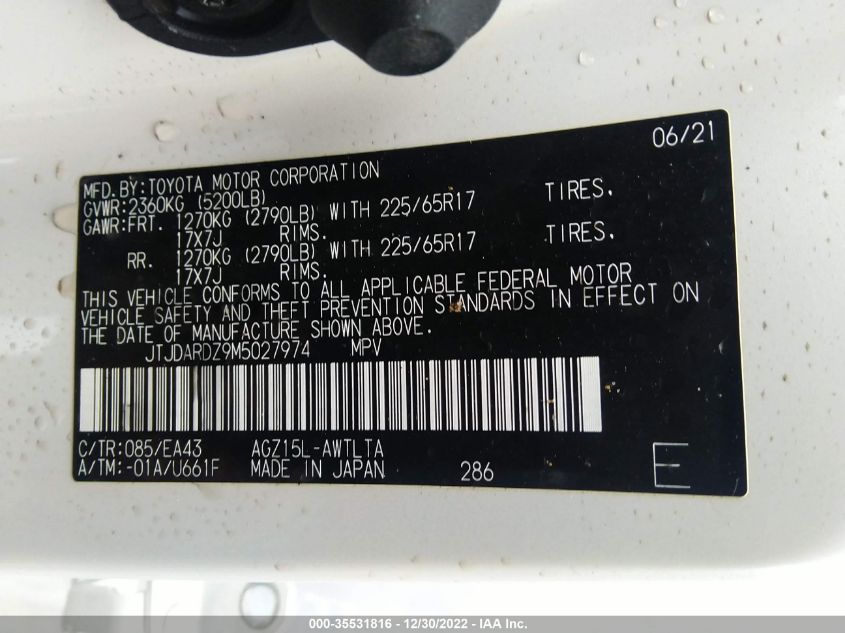 06/21
MFD. BY: TOYOTA MOTOR CORPORATION
GVWR: 2360KG (5200LB)
GAWR: FRT. 1270KG (2790LB) WITH 225/65R17 TIRES,
17X7J RIMS.
RR. 1270KG (2790LB) WITH 225/65R17 TIRES,
17X7J RIMS.
THIS VEHICLE CONFORMS TO ALL APPLICABLE FEDERAL MOTOR
VEHICLE SAFETY AND THEFT PREVENTION STANDARDS IN EFFECT ON
THE DATE OF MANUFACTURE SHOWN ABOVE.
JTJDARDZ9M5027974 MPV
C/TR: 085/EA43 AGZ15L-AWTLTA
A/TM: -01A/U661F MADE IN JAPAN 286 E
000-35531816 - 12/30/2022 - IAA Inc.